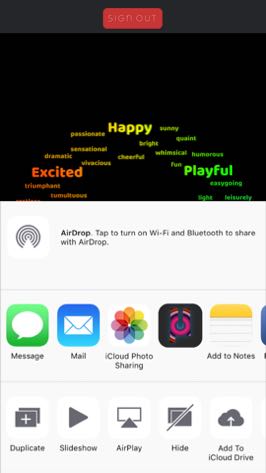 SIGN OUT
Happy
sunny
passionate
quaint
bright
sensational
whimsical
humorous
dramatic
cheerful
vivacious
fun
Excited
Playful
triumphant
easygoing
tumultuous
light
leisurely
AirDrop. Tap to turn on Wi-Fi and Bluetooth to share
with AirDrop.
Message
Mail
iCloud Photo
Sharing
Add to Notes
Duplicate
Slideshow
AirPlay
Hide
Add To
iCloud Drive